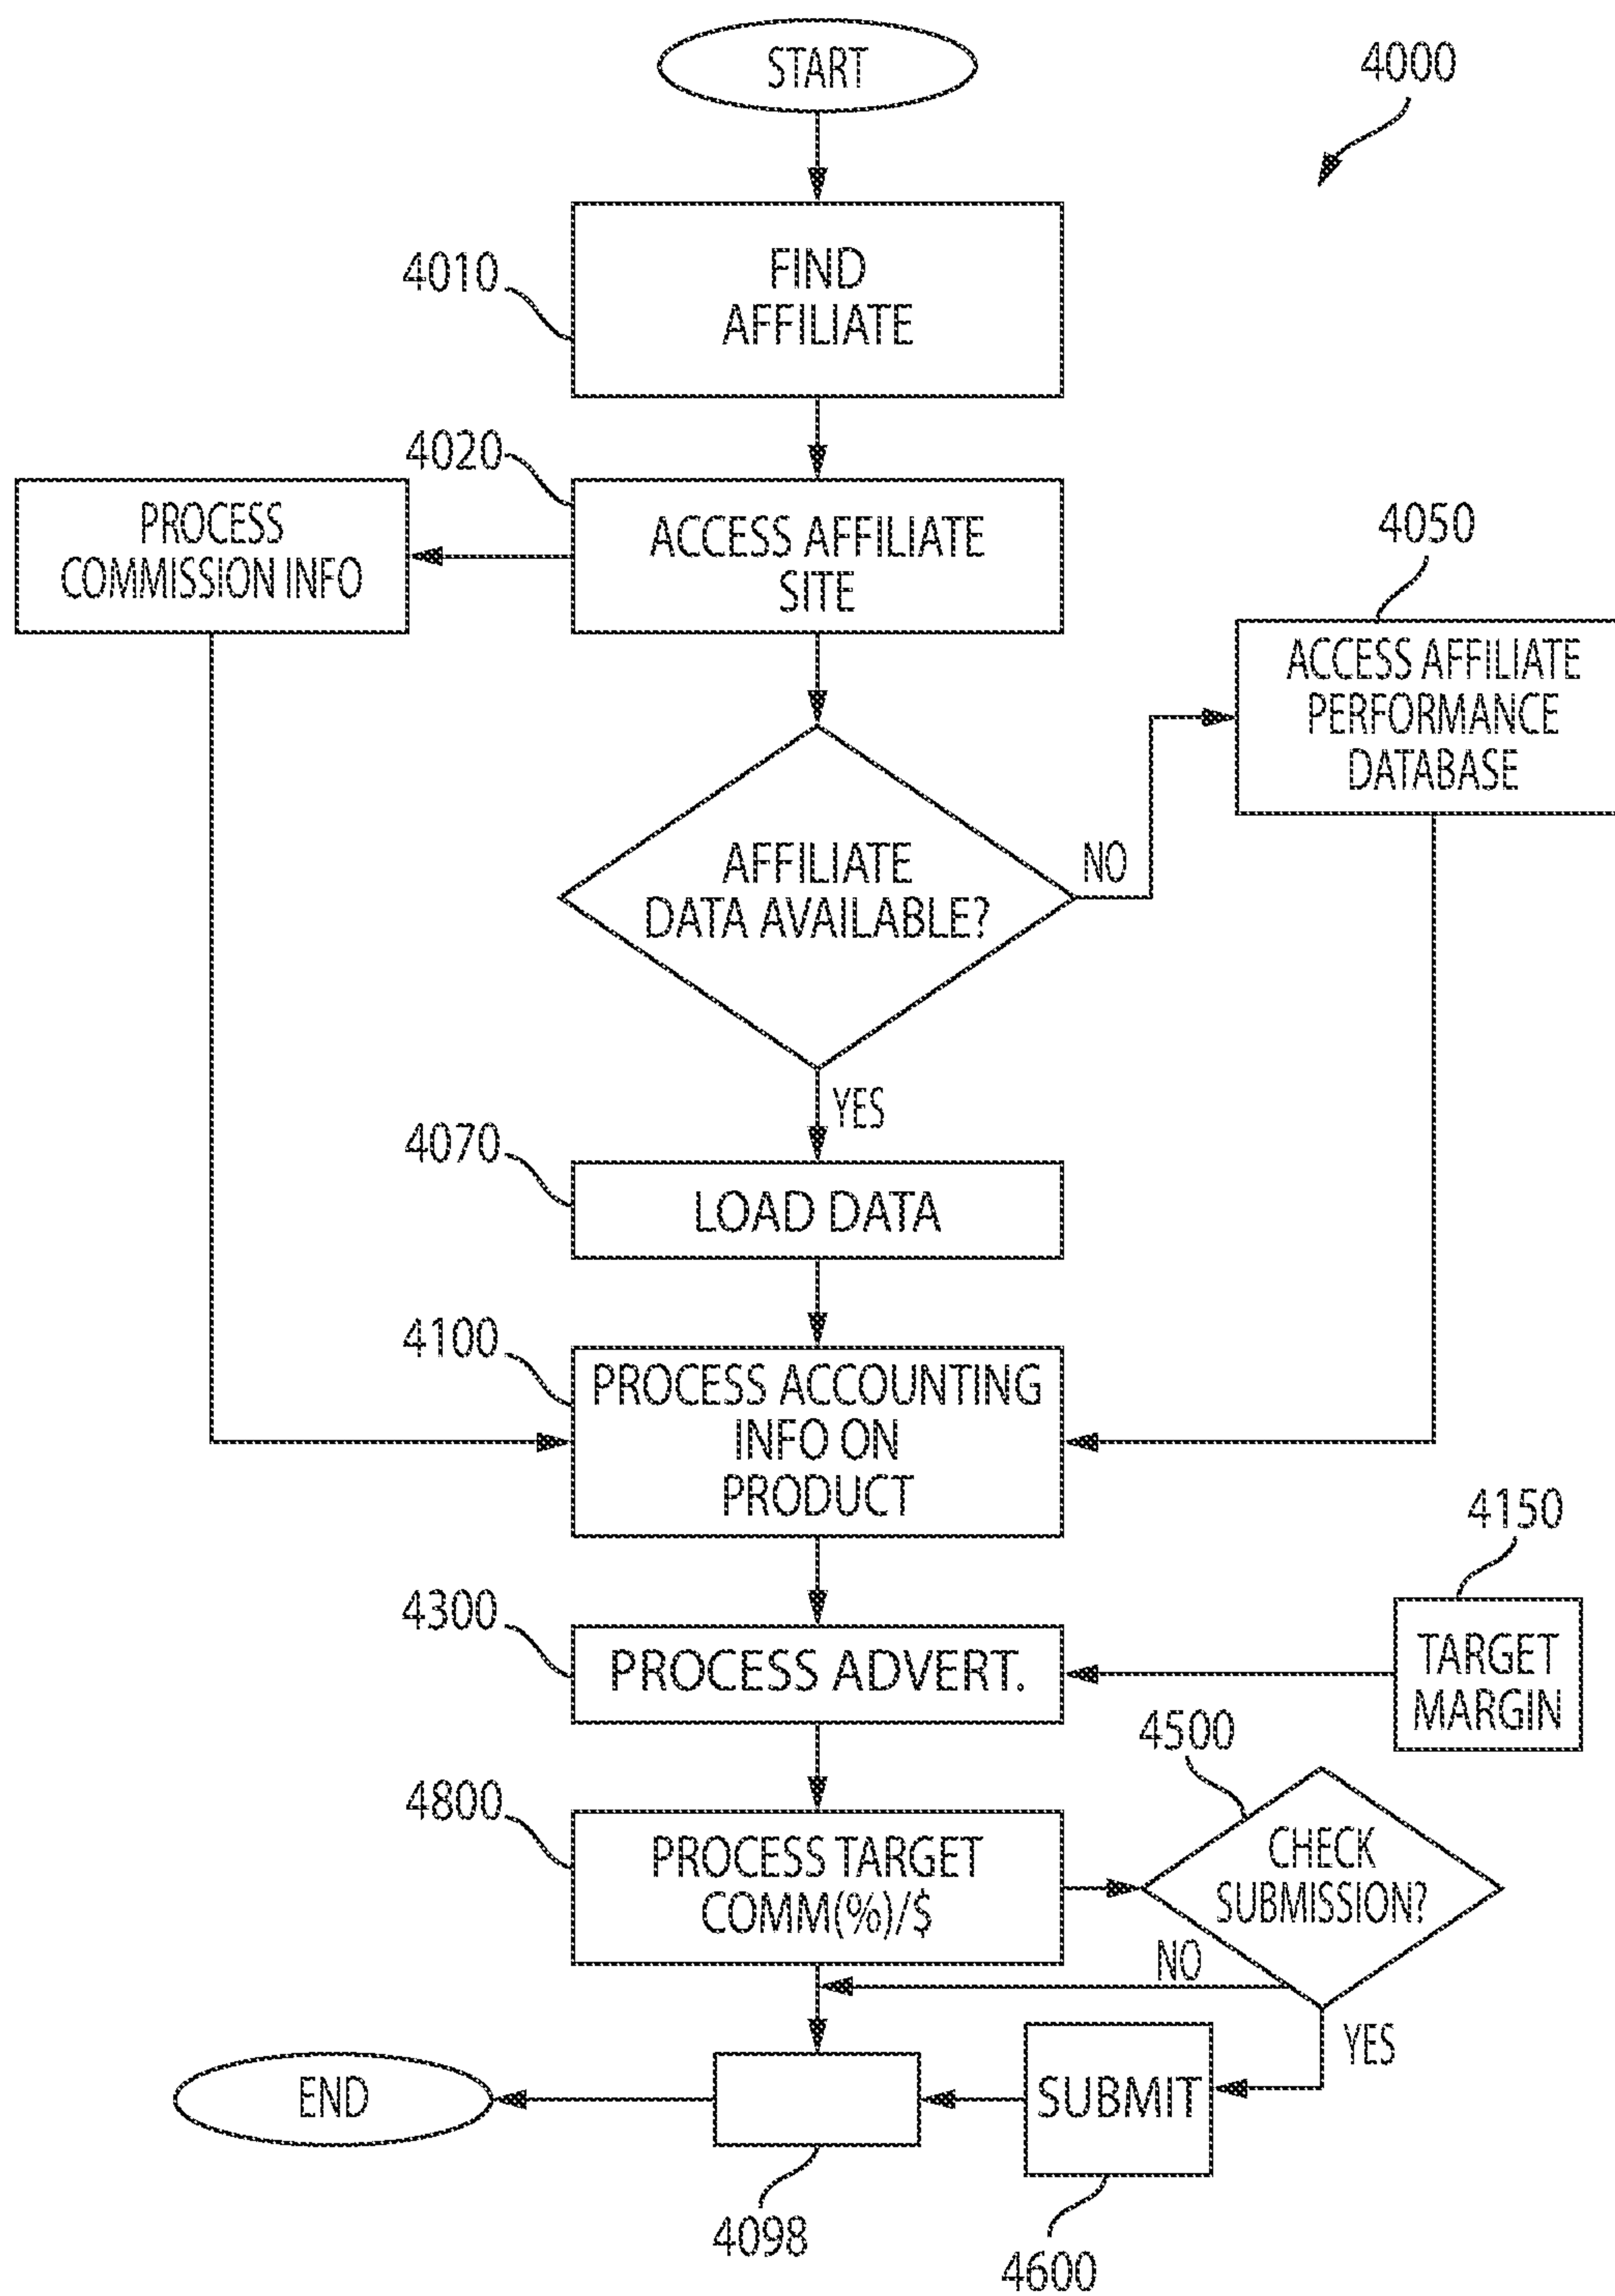 START
4000
4010
FIND
AFFILIATE
4020
PROCESS
COMMISSION INFO
ACCESS AFFILIATE
SITE
4050
ACCESS AFFILIATE
PERFORMANCE
DATABASE
AFFILIATE
DATA AVAILABLE?
NO
YES
4070
LOAD DATA
4100
PROCESS ACCOUNTING
INFO ON
PRODUCT
4150
TARGET
MARGIN
4300
PROCESS ADVERT.
4500
CHECK
SUBMISSION?
4800
PROCESS TARGET
COMM(%)/$
NO
YES
END
SUBMIT
4098
4600